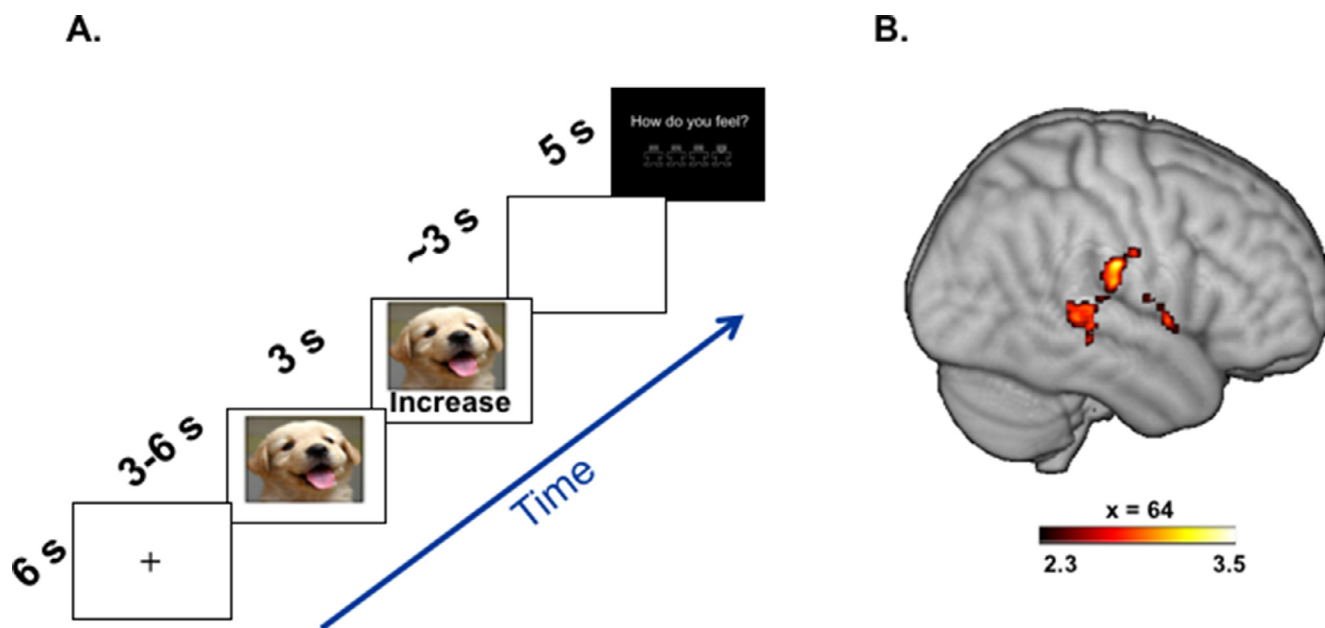 A.
B.
How do you feel?
5 s
~3 s
3 s
Increase
3-6 s
6 s
+
Time
x = 64
2.3 3.5